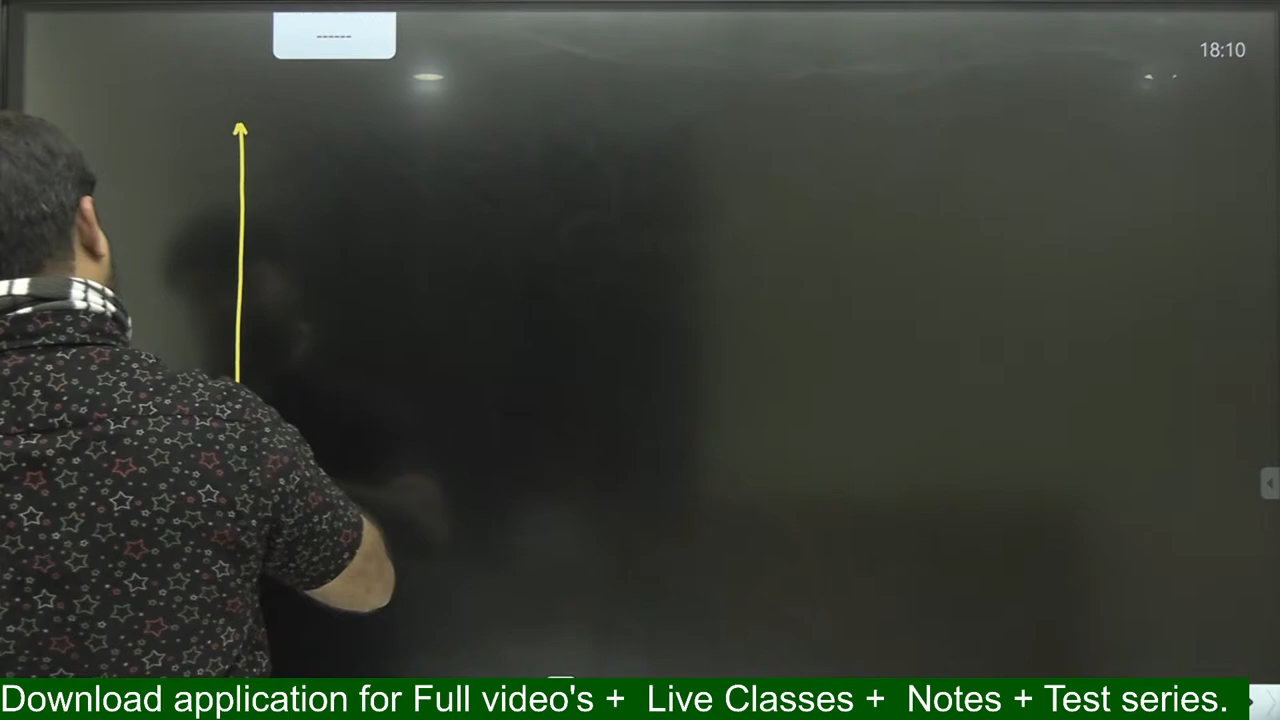 ------
18:10
Download application for Full video's + Live Classes + Notes + Test series.